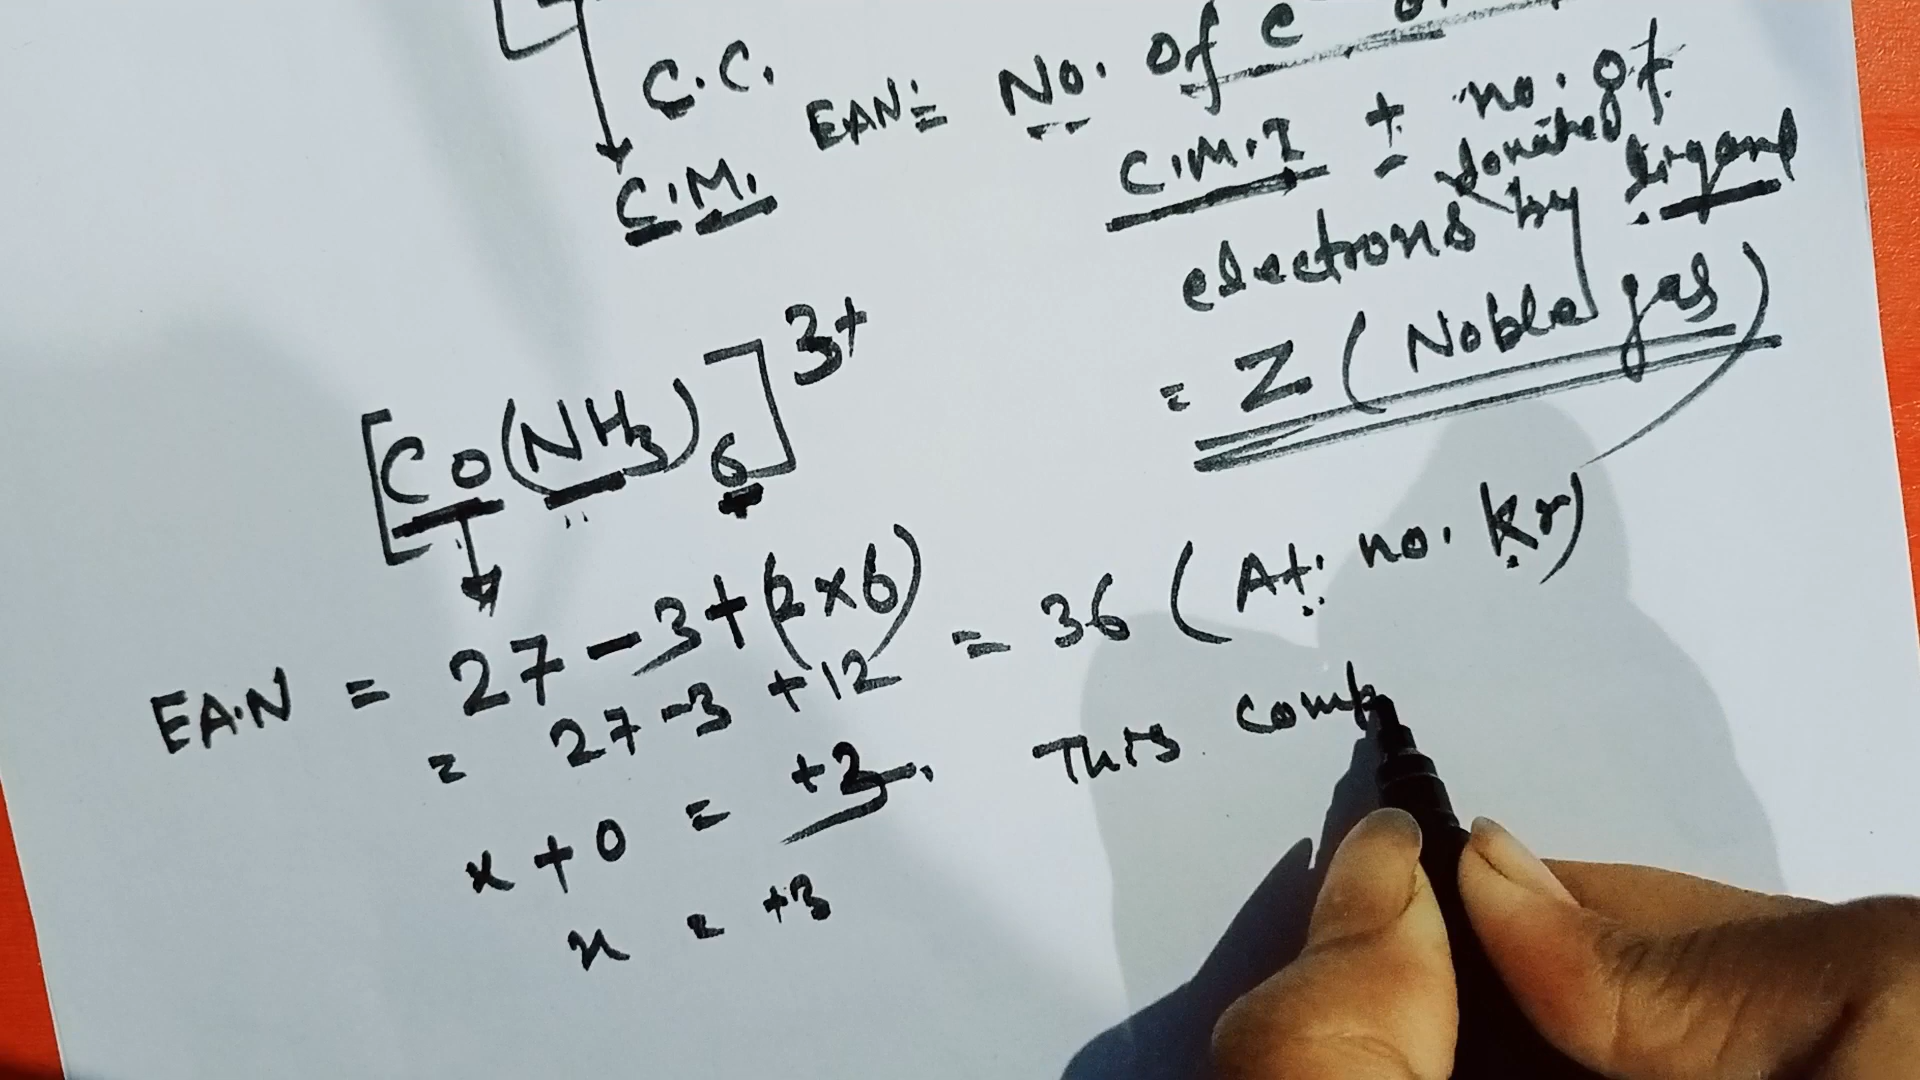 C.C.
C.M.
EAN = No. of e⁻
C.M.I + no. of
electrons donated by ligand
= Z (Noble gas)
[Co(NH3)6]3+
EA.N = 27 - 3 + (2×6) = 36 (At. no. Kr)
= 27 - 3 + 12
x + 0 = +3.
x = +3
This comp